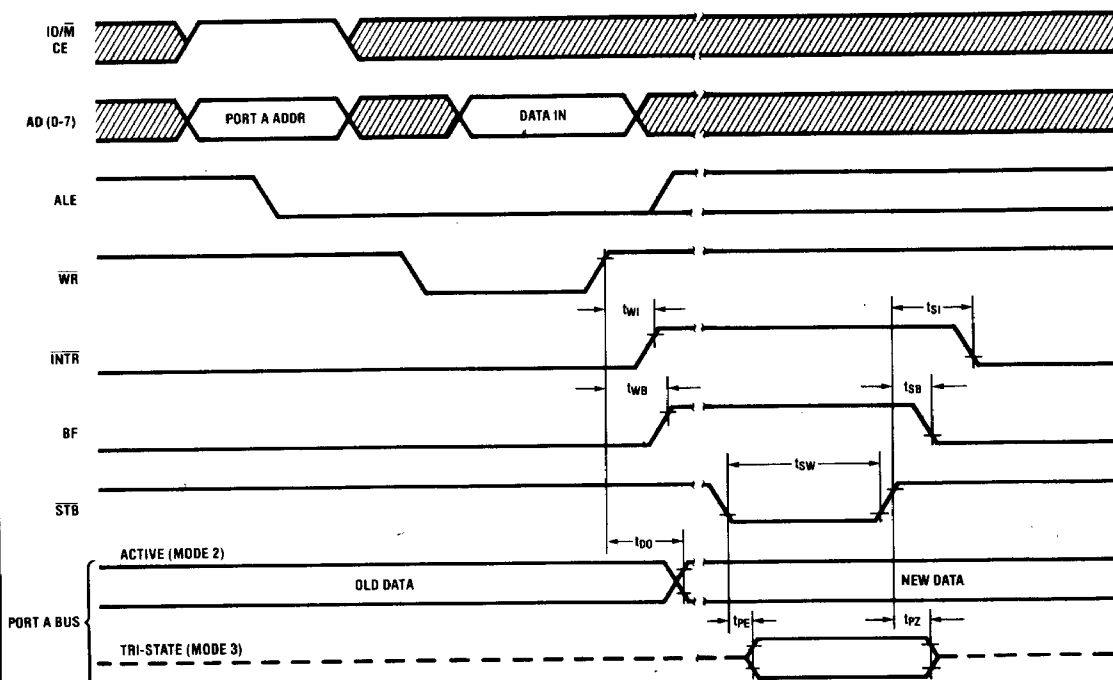 IO/M̅
CE
AD (0-7)
PORT A ADDR
DATA IN
ALE
W̅R̅
tWI
tSI
I̅N̅T̅R̅
tWB
tSB
BF
tSW
S̅T̅B̅
tDO
ACTIVE (MODE 2)
OLD DATA
NEW DATA
PORT A BUS
tPE
tPZ
TRI-STATE (MODE 3)